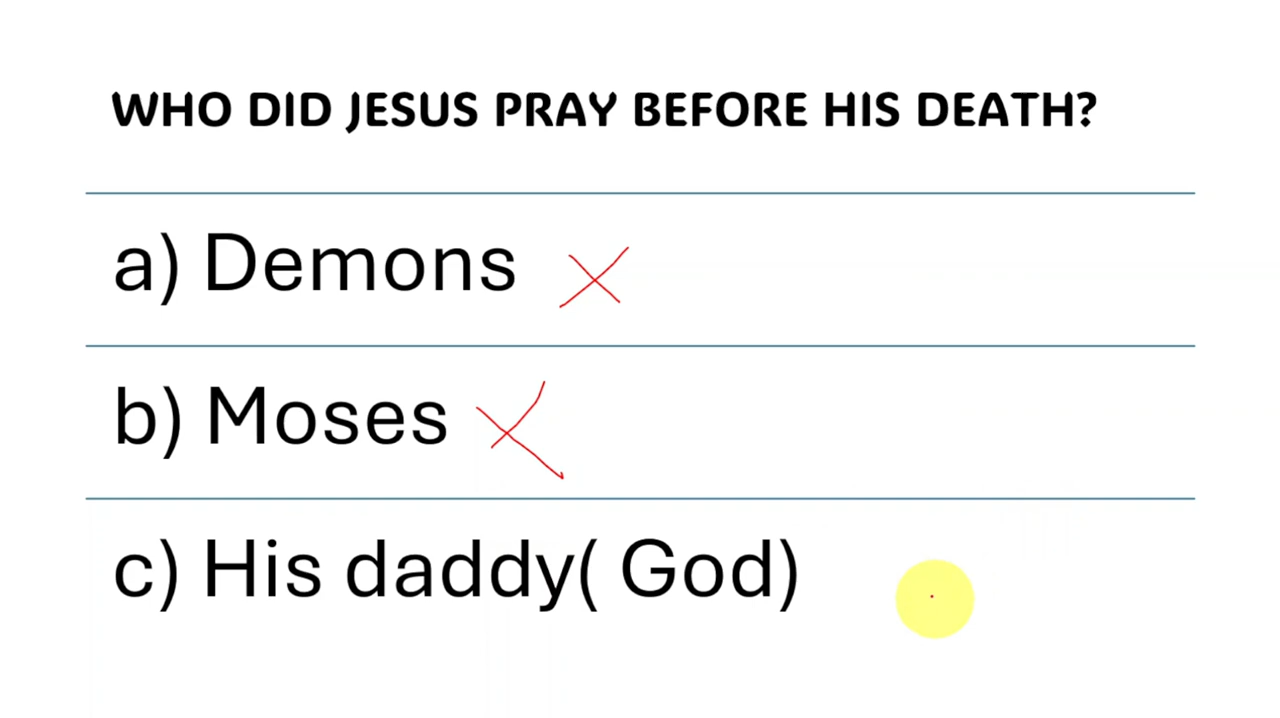 WHO DID JESUS PRAY BEFORE HIS DEATH?
a) Demons
b) Moses
c) His daddy( God)